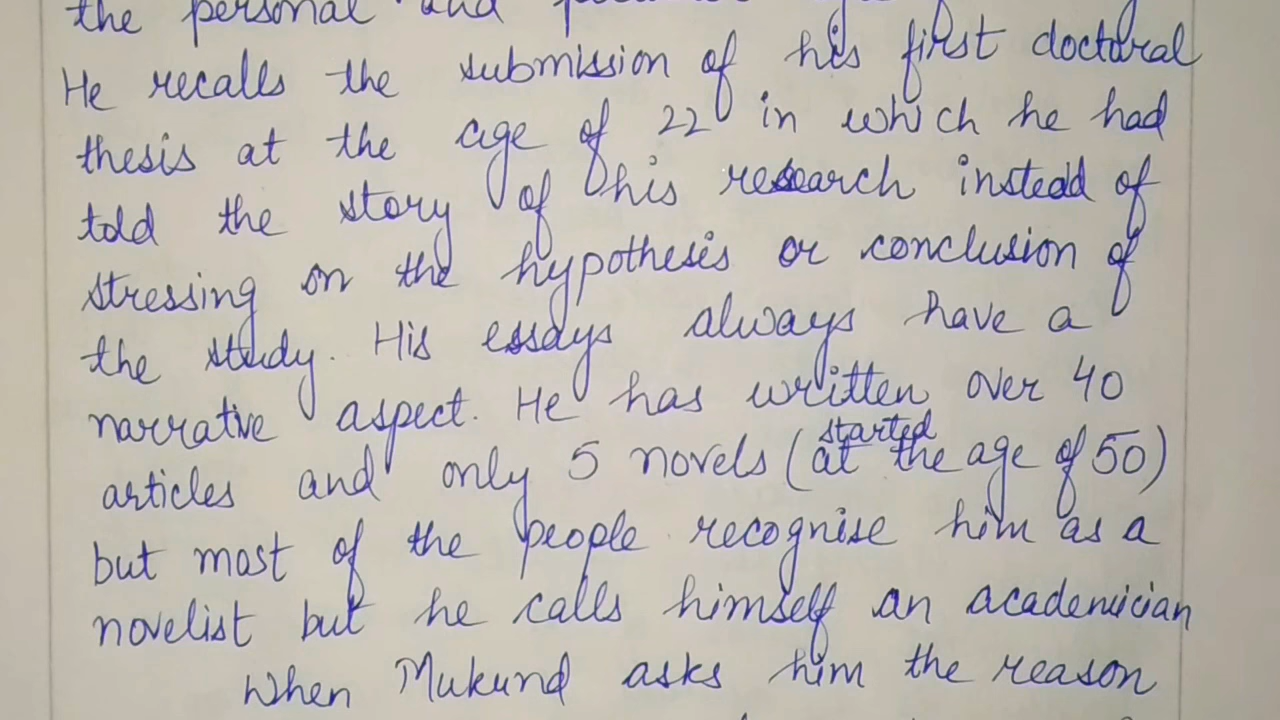 the personal and
He recalls the submission of his first doctoral
thesis at the age of 22 in which he had
told the story of his research instead of
stressing on the hypothesis or conclusion of
the study. His essays always have a
narrative aspect. He has written over 40
started
articles and only 5 novels (at the age of 50)
but most of the people recognise him as a
novelist but he calls himself an academician
When Mukund asks him the reason